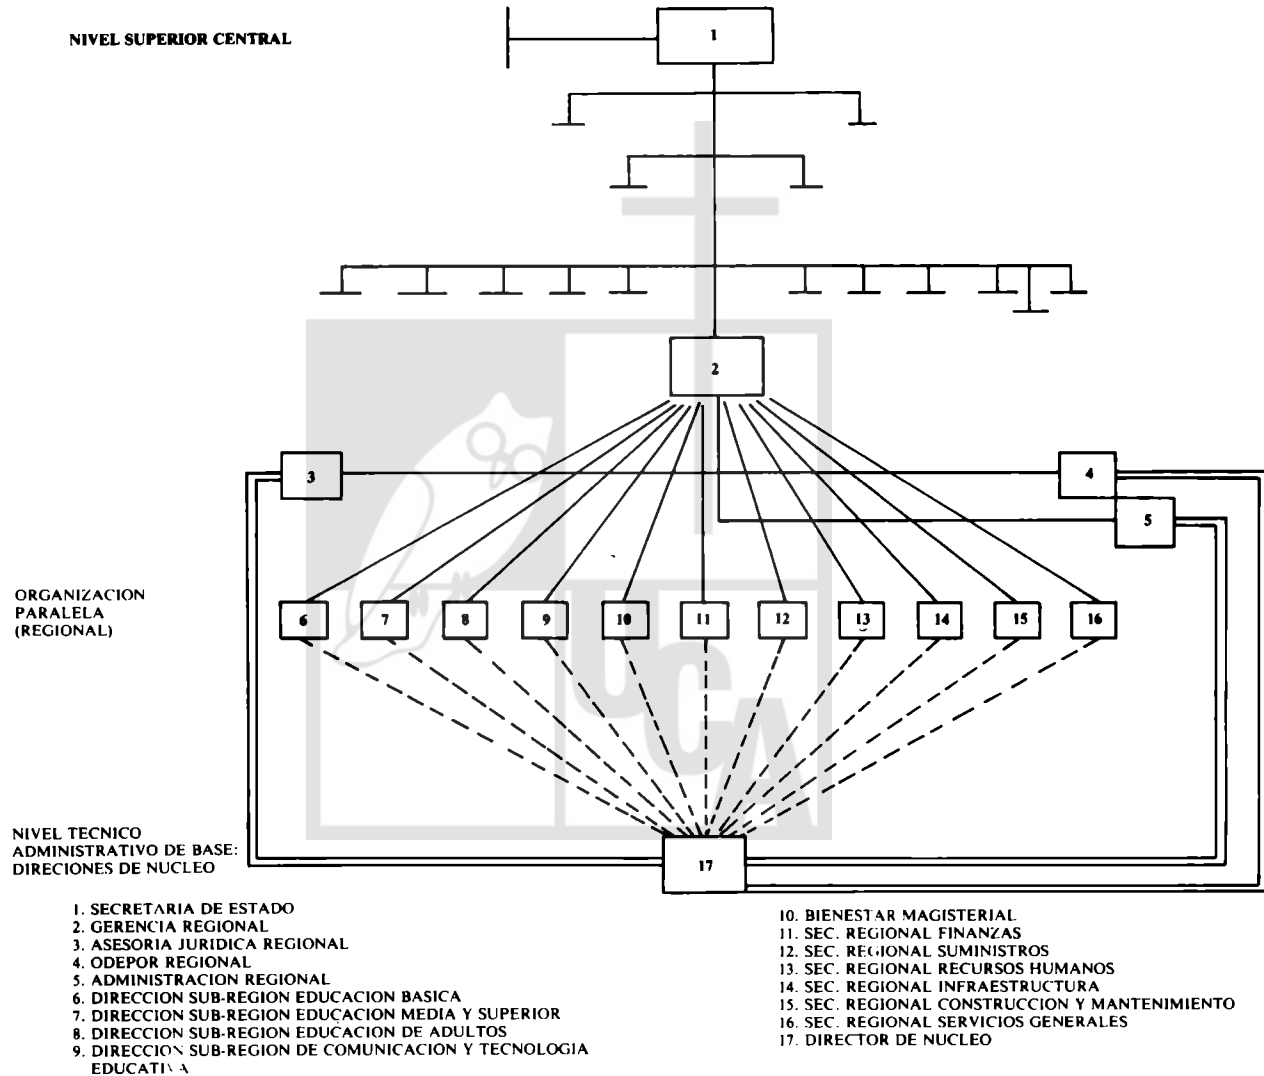 NIVEL SUPERIOR CENTRAL
1
2
3
4
5
ORGANIZACION
PARALELA
(REGIONAL)
6 7 8 9 10 11 12 13 14 15 16
UCA
NIVEL TECNICO
ADMINISTRATIVO DE BASE:
DIRECIONES DE NUCLEO
17
1. SECRETARIA DE ESTADO
2. GERENCIA REGIONAL
3. ASESORIA JURIDICA REGIONAL
4. ODEPOR REGIONAL
5. ADMINISTRACION REGIONAL
6. DIRECCION SUB-REGION EDUCACION BASICA
7. DIRECCION SUB-REGION EDUCACION MEDIA Y SUPERIOR
8. DIRECCION SUB-REGION EDUCACION DE ADULTOS
9. DIRECCION SUB-REGION DE COMUNICACION Y TECNOLOGIA
EDUCATIVA
10. BIENESTAR MAGISTERIAL
11. SEC. REGIONAL FINANZAS
12. SEC. REGIONAL SUMINISTROS
13. SEC. REGIONAL RECURSOS HUMANOS
14. SEC. REGIONAL INFRAESTRUCTURA
15. SEC. REGIONAL CONSTRUCCION Y MANTENIMIENTO
16. SEC. REGIONAL SERVICIOS GENERALES
17. DIRECTOR DE NUCLEO